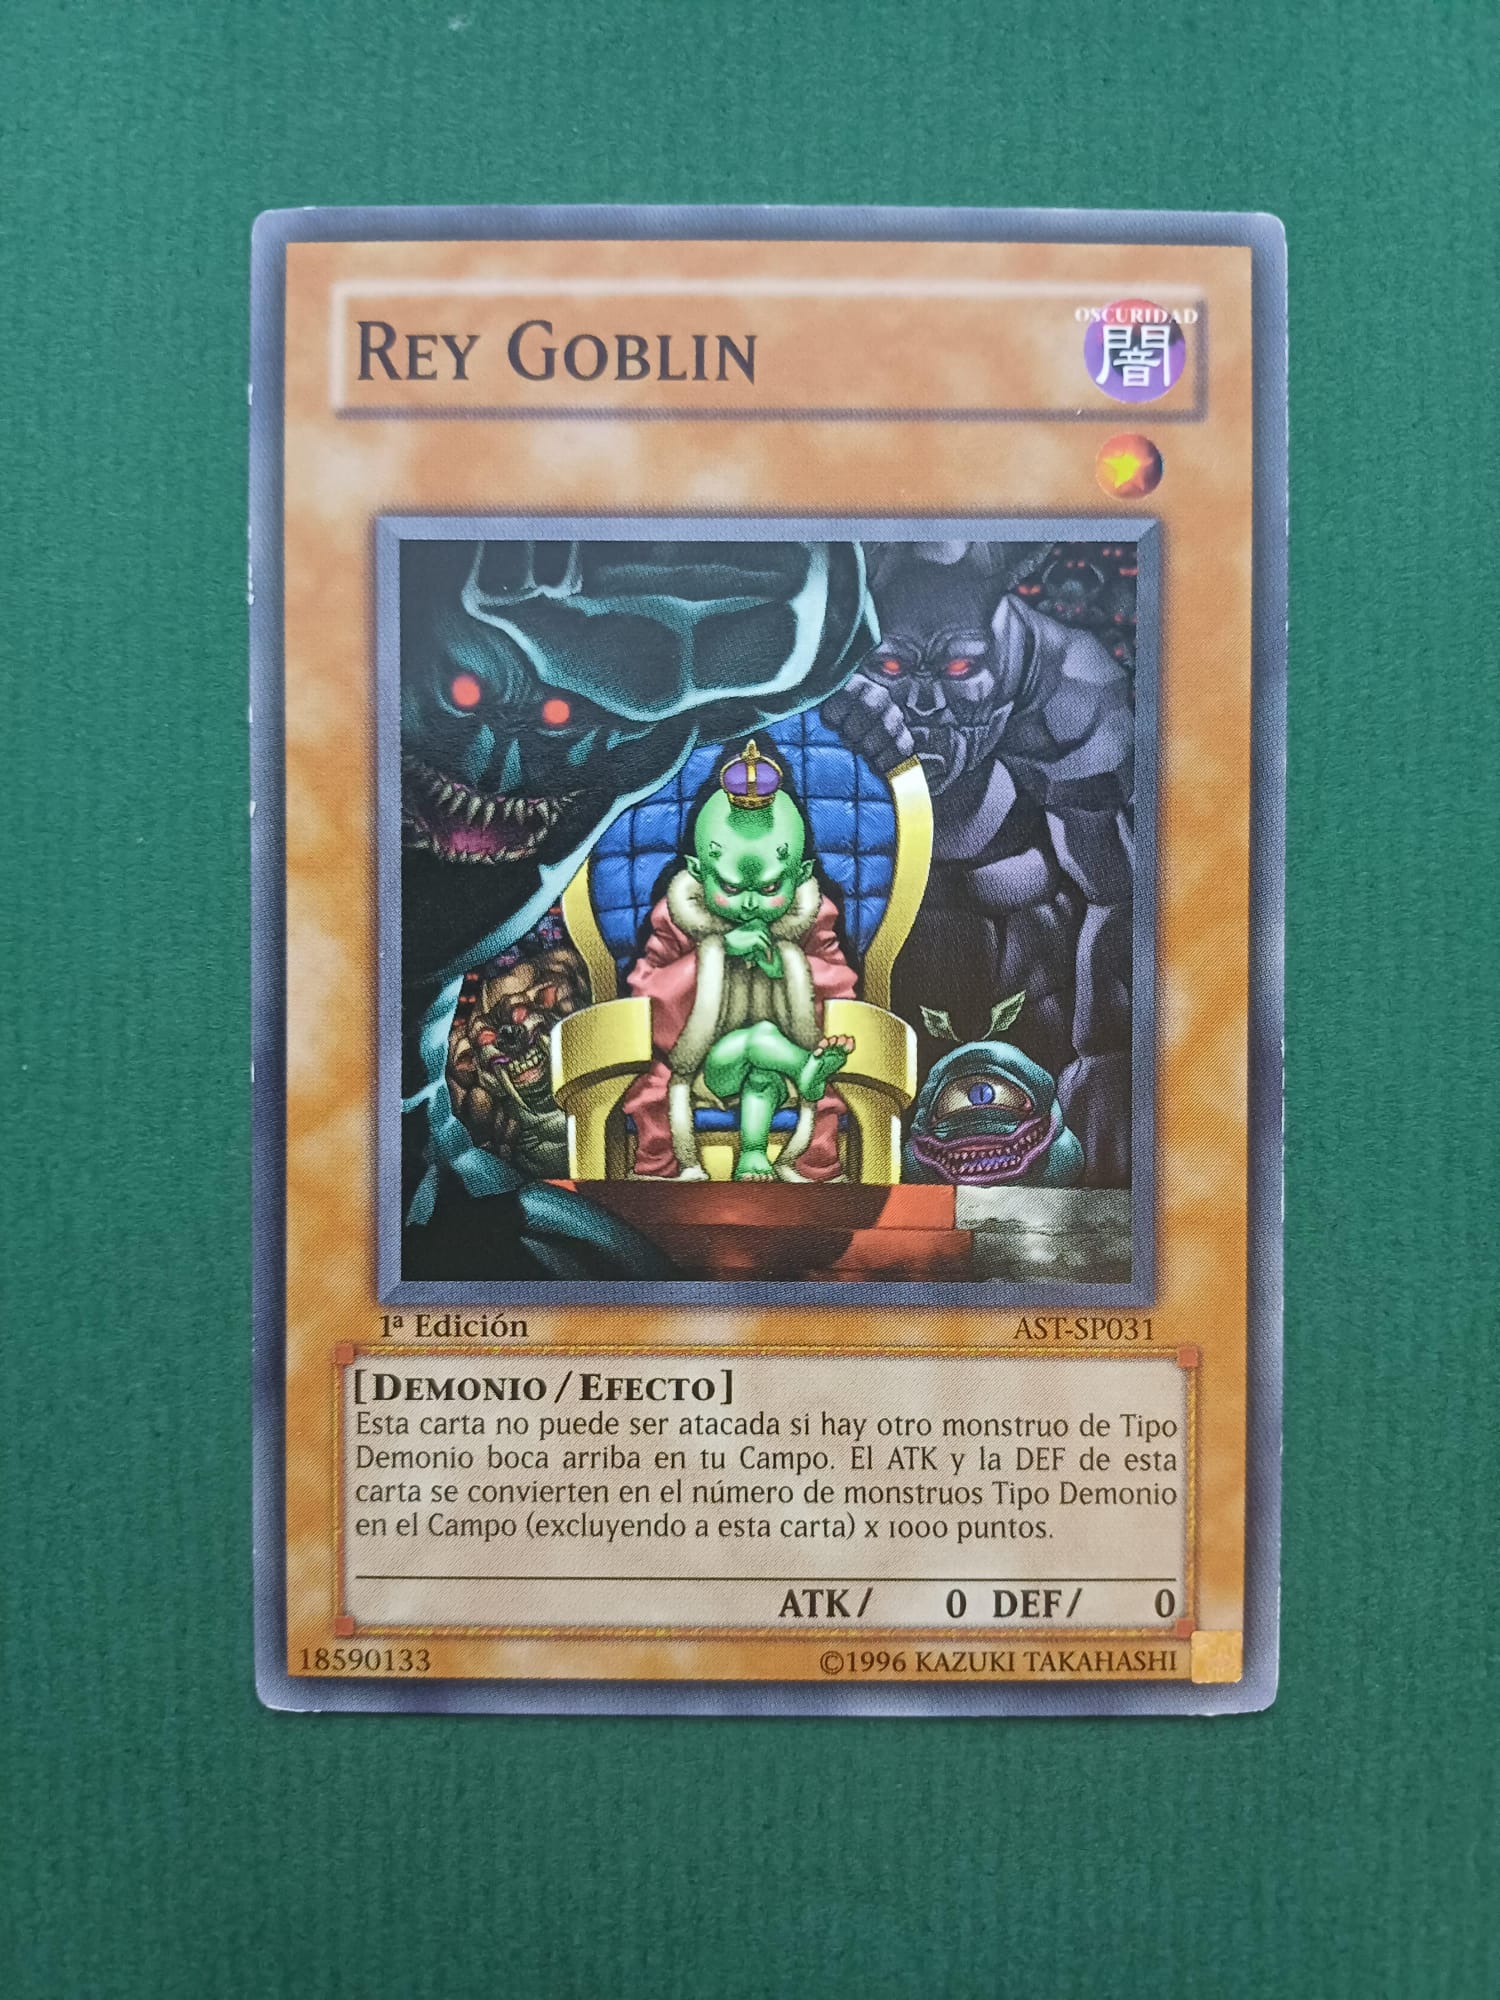 REY GOBLIN
OSCURIDAD
闇
1ª Edición
AST-SP031
[DEMONIO/EFECTO]
Esta carta no puede ser atacada si hay otro monstruo de Tipo
Demonio boca arriba en tu Campo. El ATK y la DEF de esta
carta se convierten en el número de monstruos Tipo Demonio
en el Campo (excluyendo a esta carta) x 1000 puntos.
ATK/ 0 DEF/ 0
18590133
©1996 KAZUKI TAKAHASHI